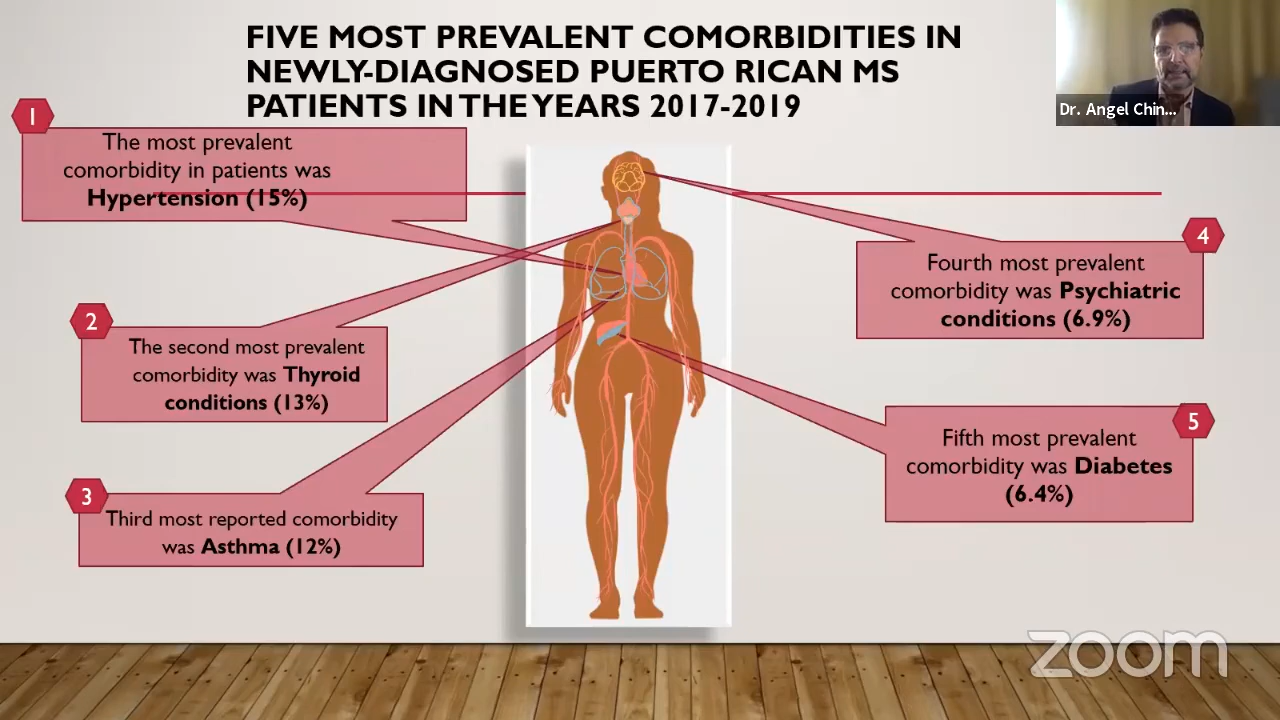 FIVE MOST PREVALENT COMORBIDITIES IN
NEWLY-DIAGNOSED PUERTO RICAN MS
PATIENTS IN THE YEARS 2017-2019
Dr. Angel Chin...
1
The most prevalent
comorbidity in patients was
Hypertension (15%)
2
The second most prevalent
comorbidity was Thyroid
conditions (13%)
3
Third most reported comorbidity
was Asthma (12%)
4
Fourth most prevalent
comorbidity was Psychiatric
conditions (6.9%)
5
Fifth most prevalent
comorbidity was Diabetes
(6.4%)
zoom